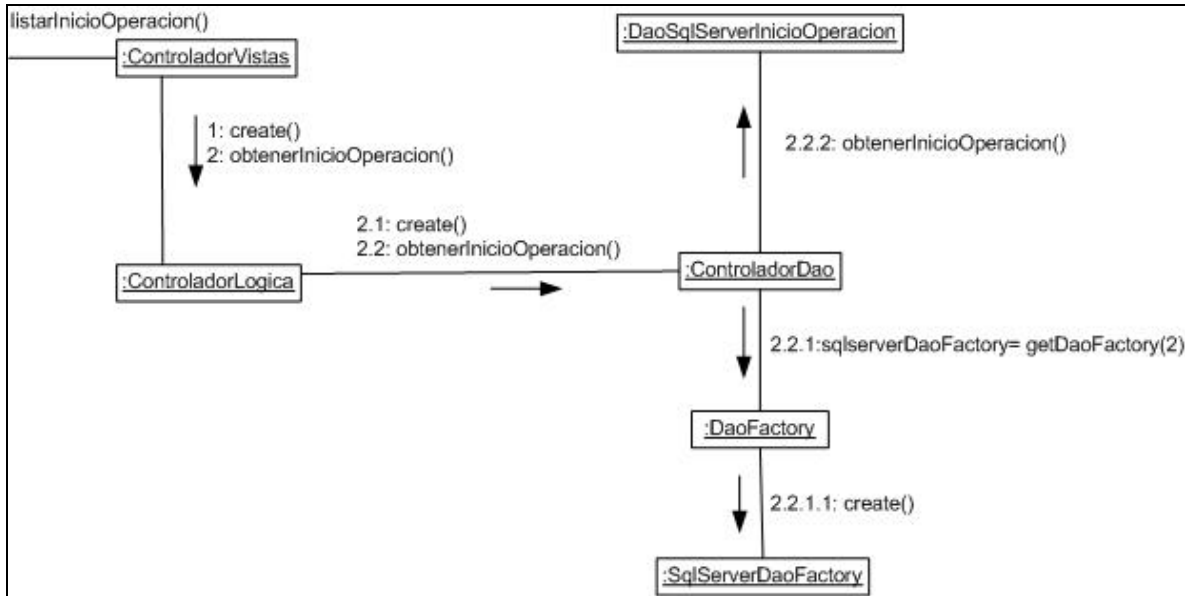 listarInicioOperacion()
:ControladorVistas
:DaoSqlServerInicioOperacion
1: create()
2: obtenerInicioOperacion()
2.2.2: obtenerInicioOperacion()
2.1: create()
2.2: obtenerInicioOperacion()
:ControladorLogica
:ControladorDao
2.2.1:sqlserverDaoFactory= getDaoFactory(2)
:DaoFactory
2.2.1.1: create()
:SqlServerDaoFactory